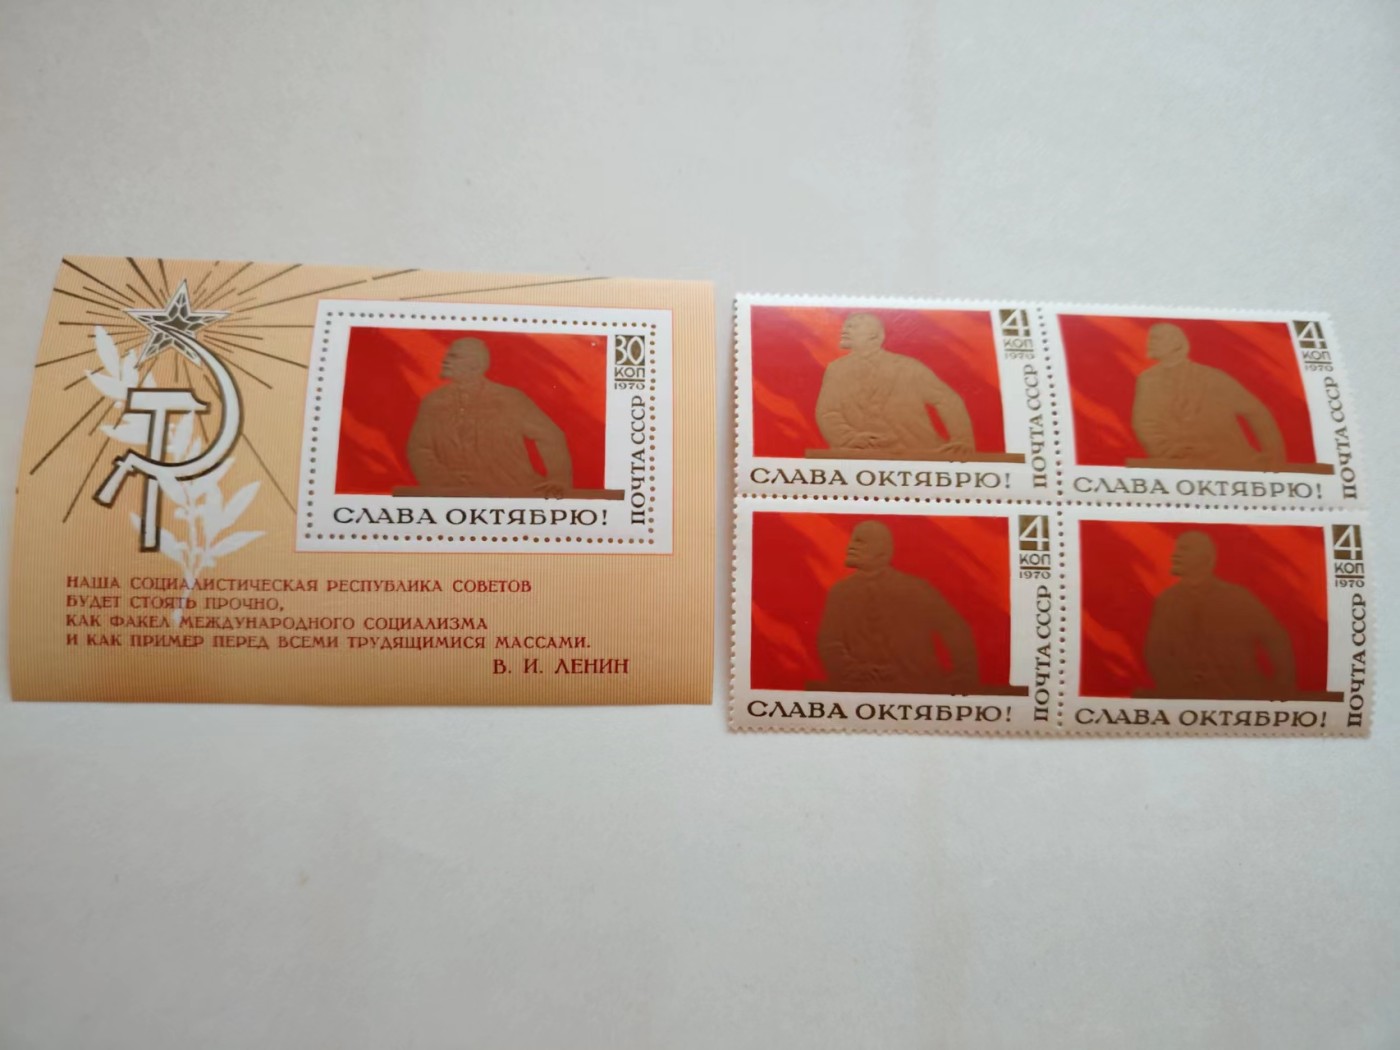 30
КОП
1970
ПОЧТА СССР
СЛАВА ОКТЯБРЮ!
НАША СОЦИАЛИСТИЧЕСКАЯ РЕСПУБЛИКА СОВЕТОВ
БУДЕТ СТОЯТЬ ПРОЧНО,
КАК ФАКЕЛ МЕЖДУНАРОДНОГО СОЦИАЛИЗМА
И КАК ПРИМЕР ПЕРЕД ВСЕМИ ТРУДЯЩИМИСЯ МАССАМИ.
В. И. ЛЕНИН
4
КОП
1970
ПОЧТА СССР
СЛАВА ОКТЯБРЮ!
4
КОП
1970
ПОЧТА СССР
СЛАВА ОКТЯБРЮ!
4
КОП
1970
ПОЧТА СССР
СЛАВА ОКТЯБРЮ!
4
КОП
1970
ПОЧТА СССР
СЛАВА ОКТЯБРЮ!